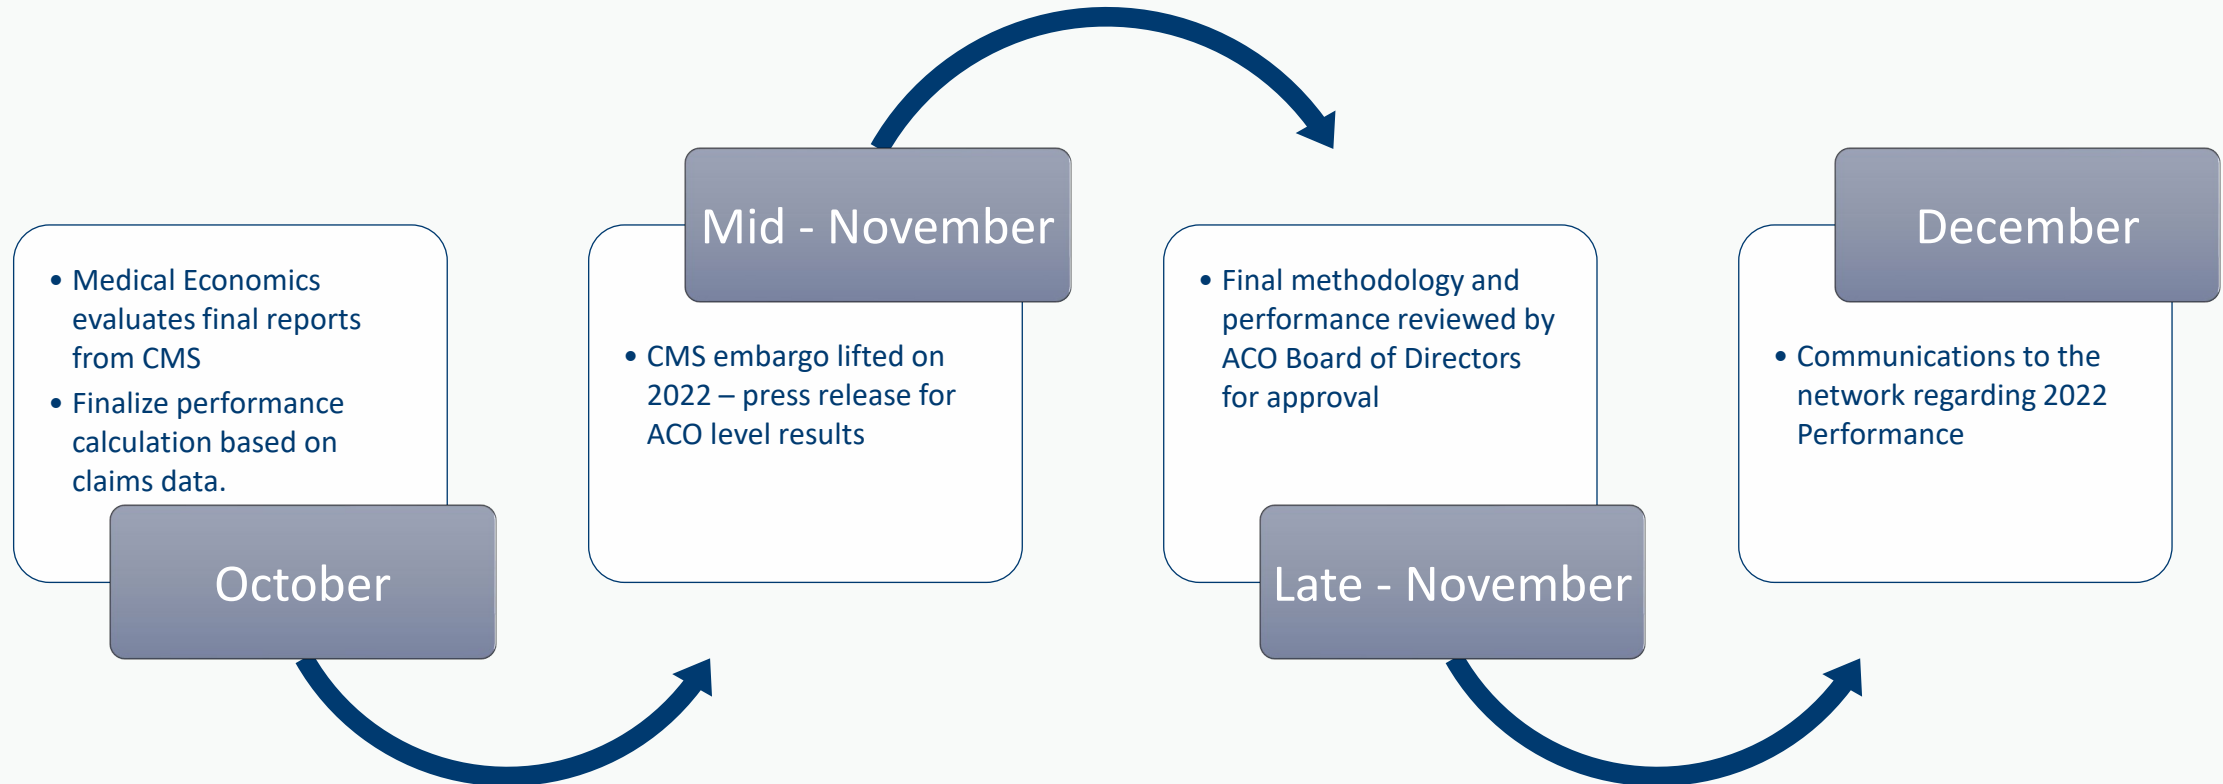 • Medical Economics
evaluates final reports
from CMS
• Finalize performance
calculation based on
claims data.
October
Mid - November
• CMS embargo lifted on
2022 – press release for
ACO level results
• Final methodology and
performance reviewed by
ACO Board of Directors
for approval
Late - November
December
• Communications to the
network regarding 2022
Performance